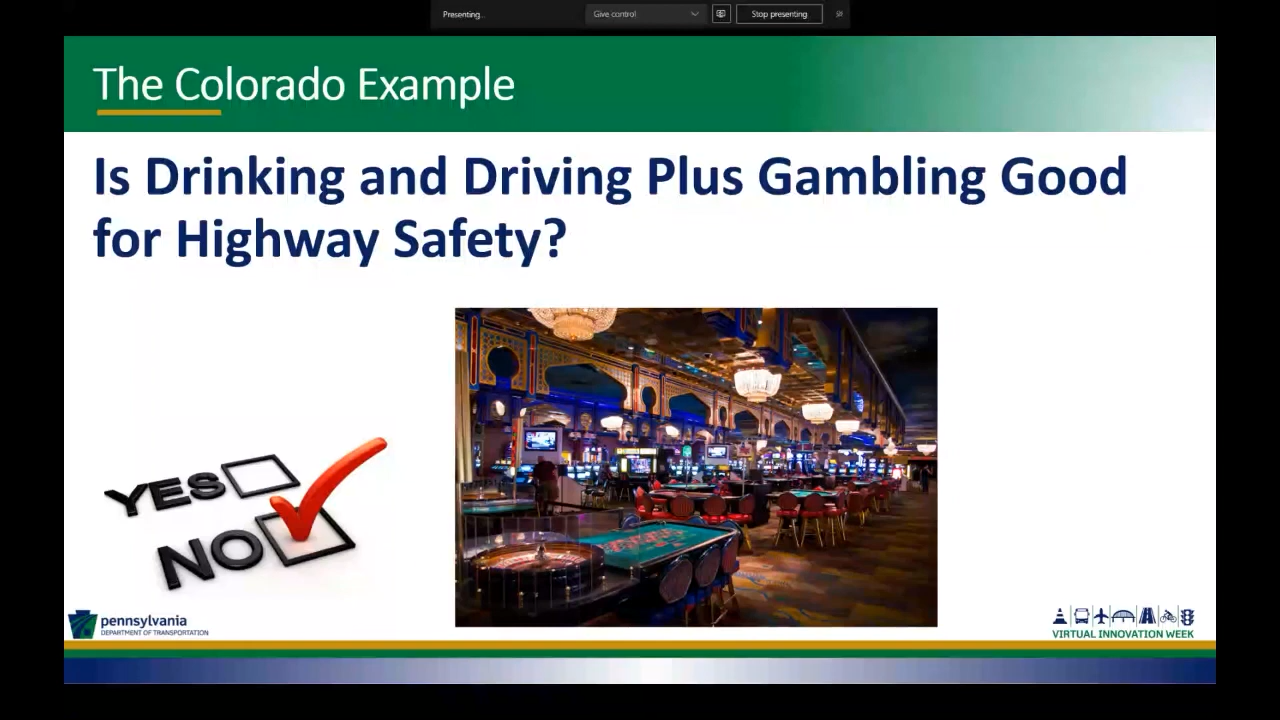 Presenting...
Give control
Stop presenting
The Colorado Example
Is Drinking and Driving Plus Gambling Good
for Highway Safety?
YES
NO
pennsylvania
DEPARTMENT OF TRANSPORTATION
VIRTUAL INNOVATION WEEK